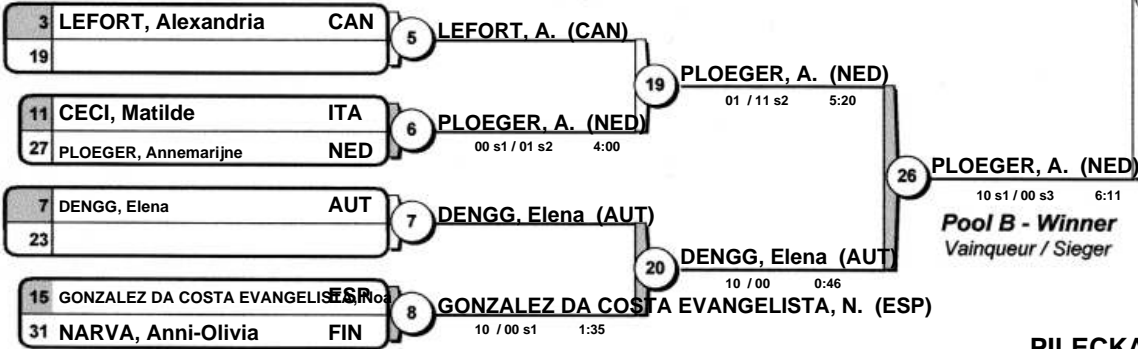 3 LEFORT, Alexandria CAN
19
5 LEFORT, A. (CAN)
11 CECI, Matilde ITA
27 PLOEGER, Annemarijne NED
6 PLOEGER, A. (NED)
00 s1 / 01 s2 4:00
19 PLOEGER, A. (NED)
01 / 11 s2 5:20
7 DENGG, Elena AUT
23
7 DENGG, Elena (AUT)
15 GONZALEZ DA COSTA EVANGELISTA, Noa ESP
31 NARVA, Anni-Olivia FIN
8 GONZALEZ DA COSTA EVANGELISTA, N. (ESP)
10 / 00 s1 1:35
20 DENGG, Elena (AUT)
10 / 00 0:46
26 PLOEGER, A. (NED)
10 s1 / 00 s3 6:11
Pool B - Winner
Vainqueur / Sieger